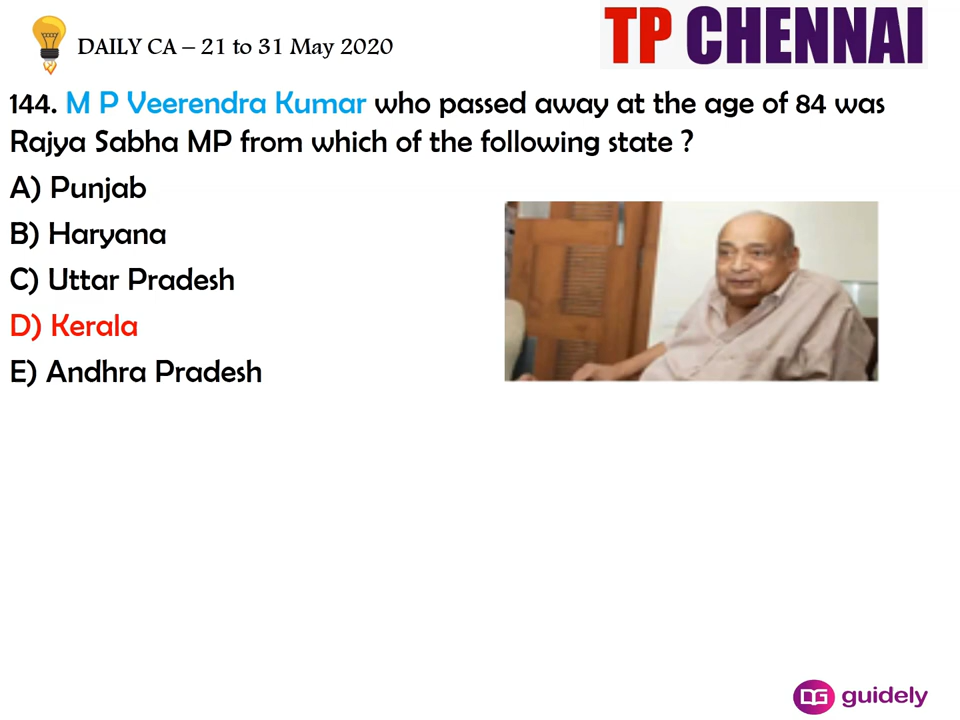 DAILY CA – 21 to 31 May 2020
TP CHENNAI
144. M P Veerendra Kumar who passed away at the age of 84 was
Rajya Sabha MP from which of the following state ?
A) Punjab
B) Haryana
C) Uttar Pradesh
D) Kerala
E) Andhra Pradesh
guidely